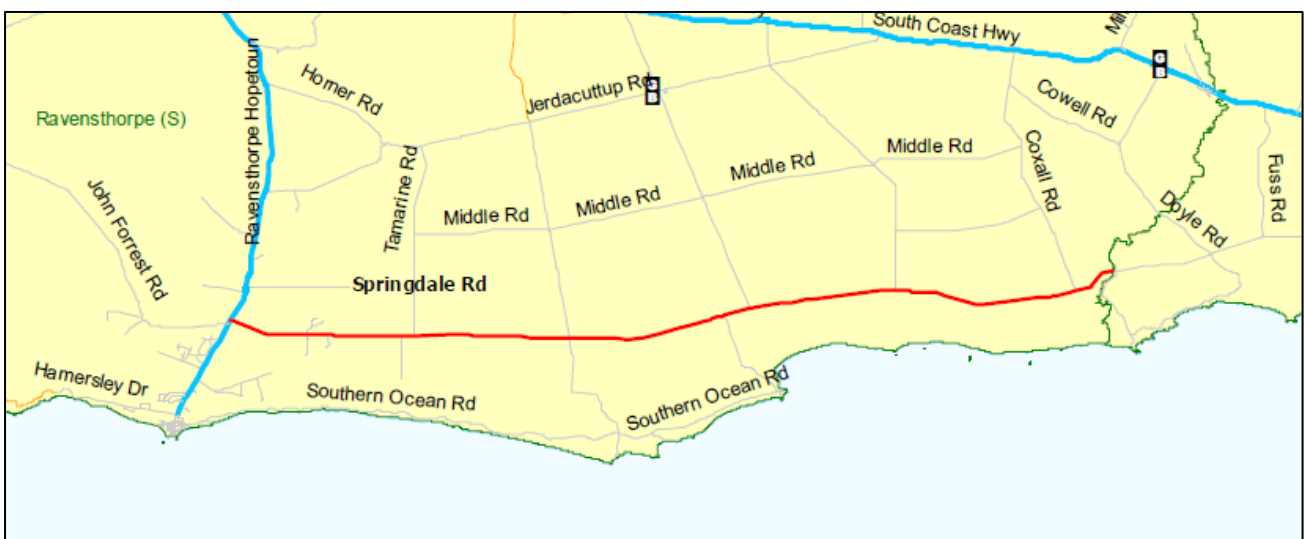 South Coast Hwy
Mil
Ravensthorpe Hopetoun
Homer Rd
Jerdacuttup Rd
Cowell Rd
Ravensthorpe (S)
Middle Rd
Middle Rd
Coxall Rd
Fuss Rd
Tamarine Rd
Middle Rd
Middle Rd
John Forrest Rd
Doyle Rd
Springdale Rd
Hamersley Dr
Southern Ocean Rd
Southern Ocean Rd